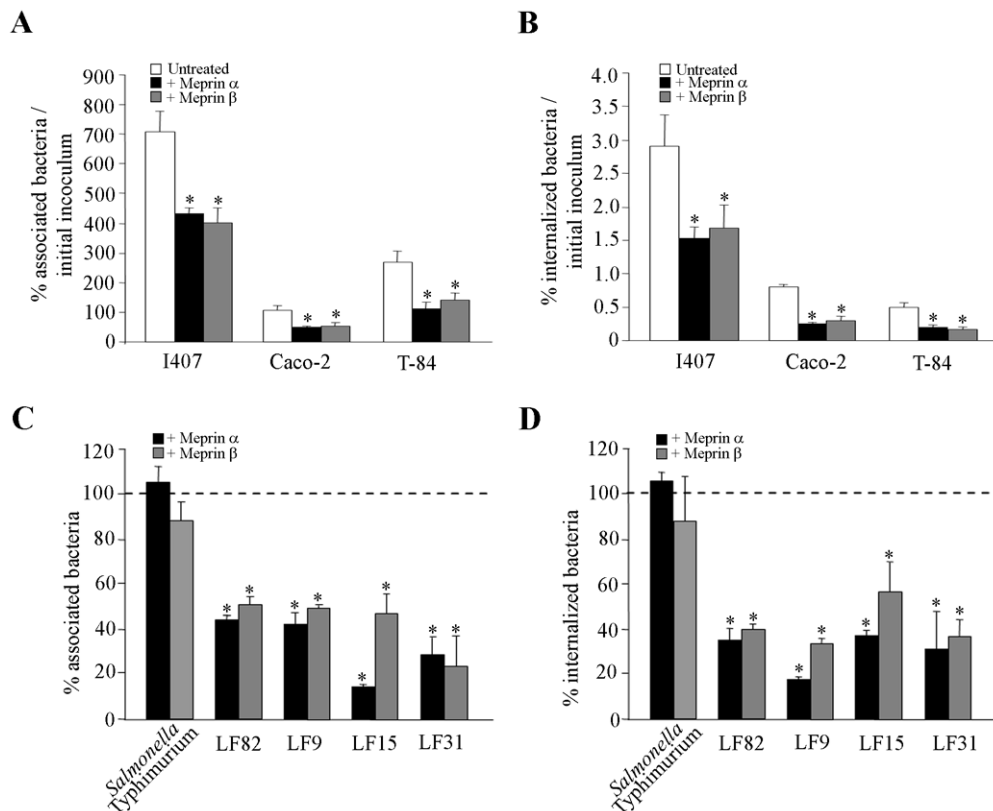 A
% associated bacteria /
initial incoculum
900
800
700
600
500
400
300
200
100
0
Untreated
+ Meprin α
+ Meprin β
* *
* *
* *
I407 Caco-2 T-84
B
% internalized bacteria /
initial inoculum
4.0
3.5
3.0
2.5
2.0
1.5
1.0
0.5
0
Untreated
+ Meprin α
+ Meprin β
* *
* *
* *
I407 Caco-2 T-84
C
% associated bacteria
120
100
80
60
40
20
0
+ Meprin α
+ Meprin β
* *
* *
* *
* *
Salmonella
Typhimurium
LF82 LF9 LF15 LF31
D
% internalized bacteria
120
100
80
60
40
20
0
+ Meprin α
+ Meprin β
* *
* *
* *
* *
Salmonella
Typhimurium
LF82 LF9 LF15 LF31